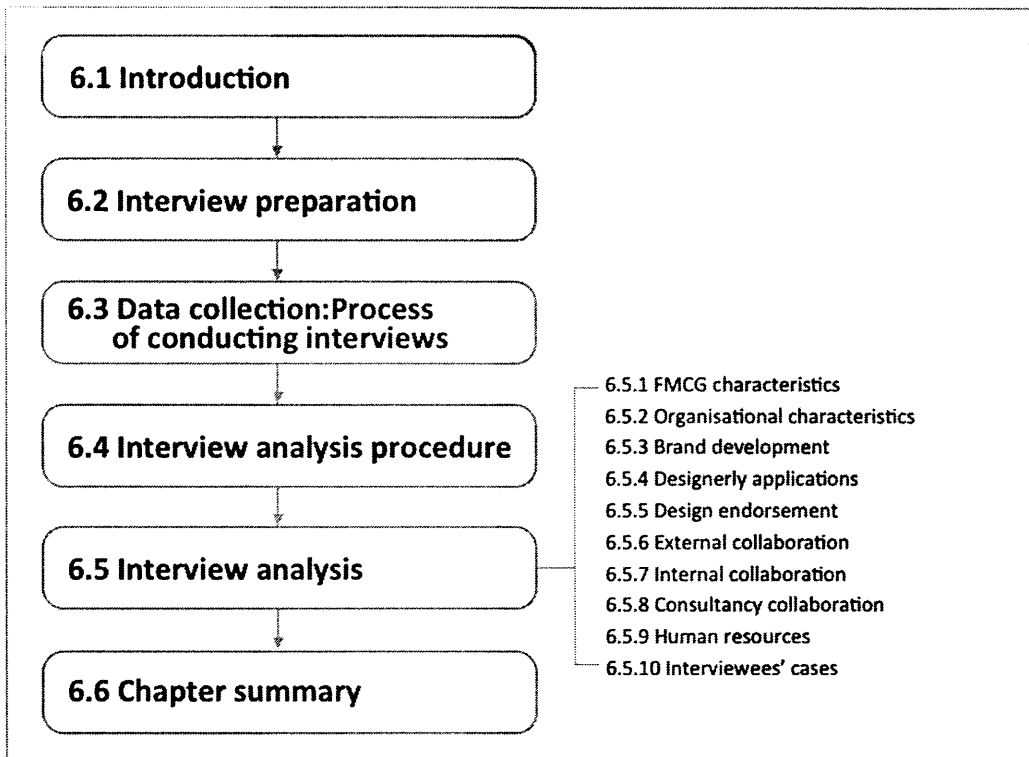 6.1 Introduction
6.2 Interview preparation
6.3 Data collection:Process
of conducting interviews
6.4 Interview analysis procedure
6.5 Interview analysis
6.6 Chapter summary
6.5.1 FMCG characteristics
6.5.2 Organisational characteristics
6.5.3 Brand development
6.5.4 Designerly applications
6.5.5 Design endorsement
6.5.6 External collaboration
6.5.7 Internal collaboration
6.5.8 Consultancy collaboration
6.5.9 Human resources
6.5.10 Interviewees' cases